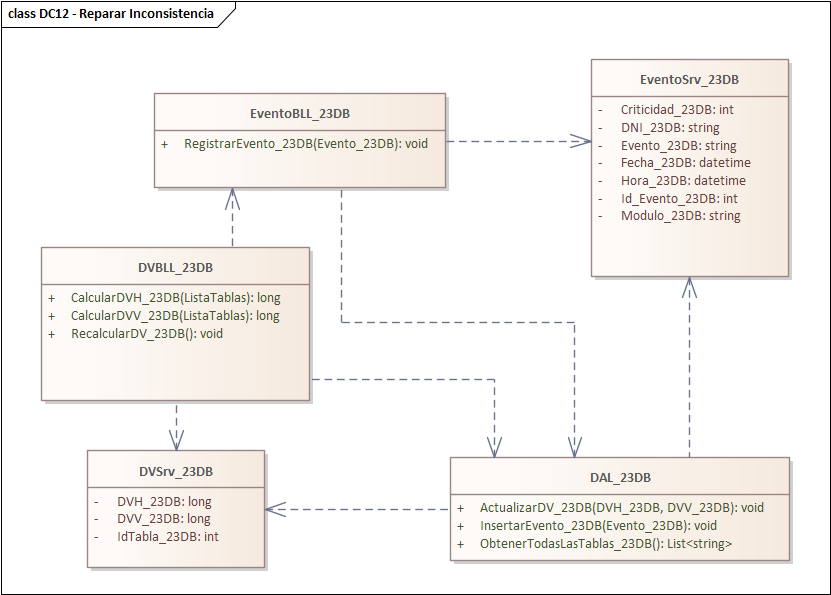 class DC12 - Reparar Inconsistencia
EventoBLL_23DB
+ RegistrarEvento_23DB(Evento_23DB): void
EventoSrv_23DB
- Criticidad_23DB: int
- DNI_23DB: string
- Evento_23DB: string
- Fecha_23DB: datetime
- Hora_23DB: datetime
- Id_Evento_23DB: int
- Modulo_23DB: string
DVBLL_23DB
+ CalcularDVH_23DB(ListaTablas): long
+ CalcularDVV_23DB(ListaTablas): long
+ RecalcularDV_23DB(): void
DVSrv_23DB
- DVH_23DB: long
- DVV_23DB: long
- IdTabla_23DB: int
DAL_23DB
+ ActualizarDV_23DB(DVH_23DB, DVV_23DB): void
+ InsertarEvento_23DB(Evento_23DB): void
+ ObtenerTodasLasTablas_23DB(): List<string>